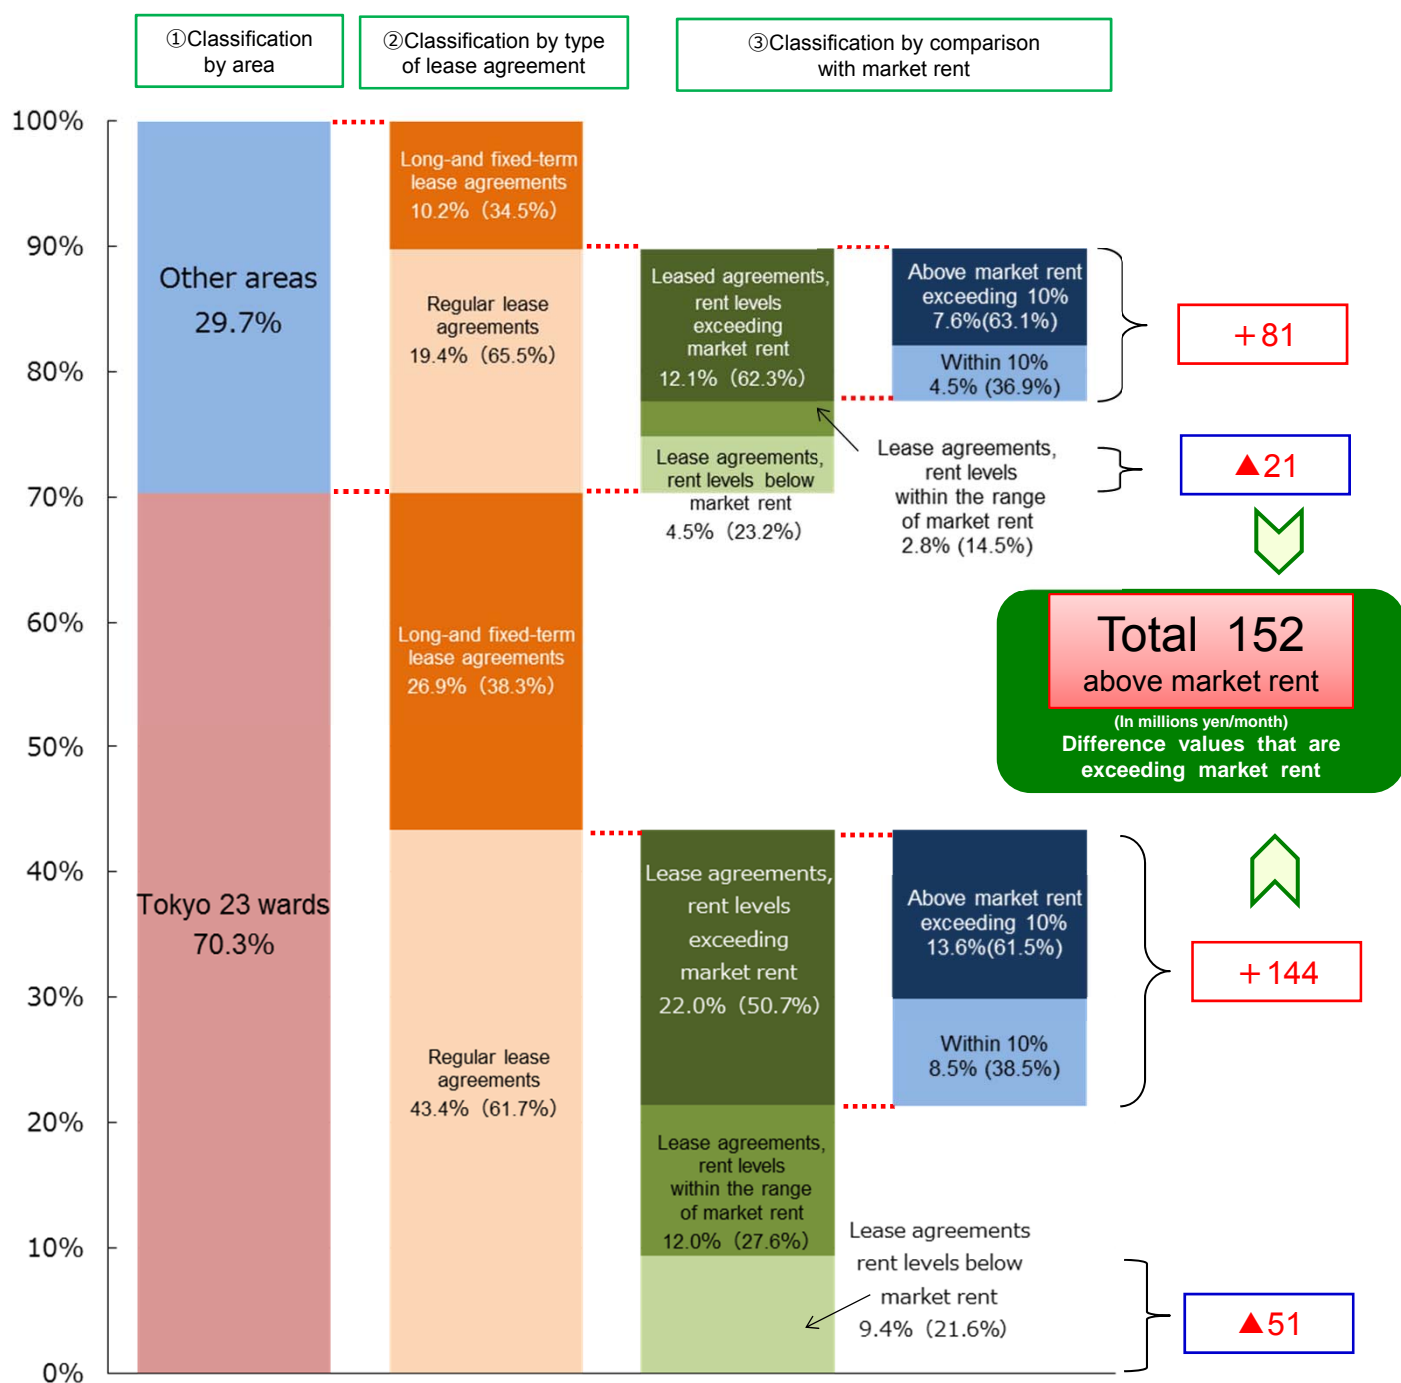 ①Classification
by area
②Classification by type
of lease agreement
③Classification by comparison
with market rent
100%
90%
80%
70%
60%
50%
40%
30%
20%
10%
0%
Other areas
29.7%
Tokyo 23 wards
70.3%
Long-and fixed-term
lease agreements
10.2% (34.5%)
Regular lease
agreements
19.4% (65.5%)
Long-and fixed-term
lease agreements
26.9% (38.3%)
Regular lease
agreements
43.4% (61.7%)
Leased agreements,
rent levels
exceeding
market rent
12.1% (62.3%)
Lease agreements,
rent levels below
market rent
4.5% (23.2%)
Above market rent
exceeding 10%
7.6%(63.1%)
Within 10%
4.5% (36.9%)
Lease agreements,
rent levels
within the range
of market rent
2.8% (14.5%)
+81
▲21
Total 152
above market rent
(In millions yen/month)
Difference values that are
exceeding market rent
Lease agreements,
rent levels
exceeding
market rent
22.0% (50.7%)
Lease agreements,
rent levels
within the range
of market rent
12.0% (27.6%)
Above market rent
exceeding 10%
13.6%(61.5%)
Within 10%
8.5% (38.5%)
Lease agreements
rent levels below
market rent
9.4% (21.6%)
+144
▲51